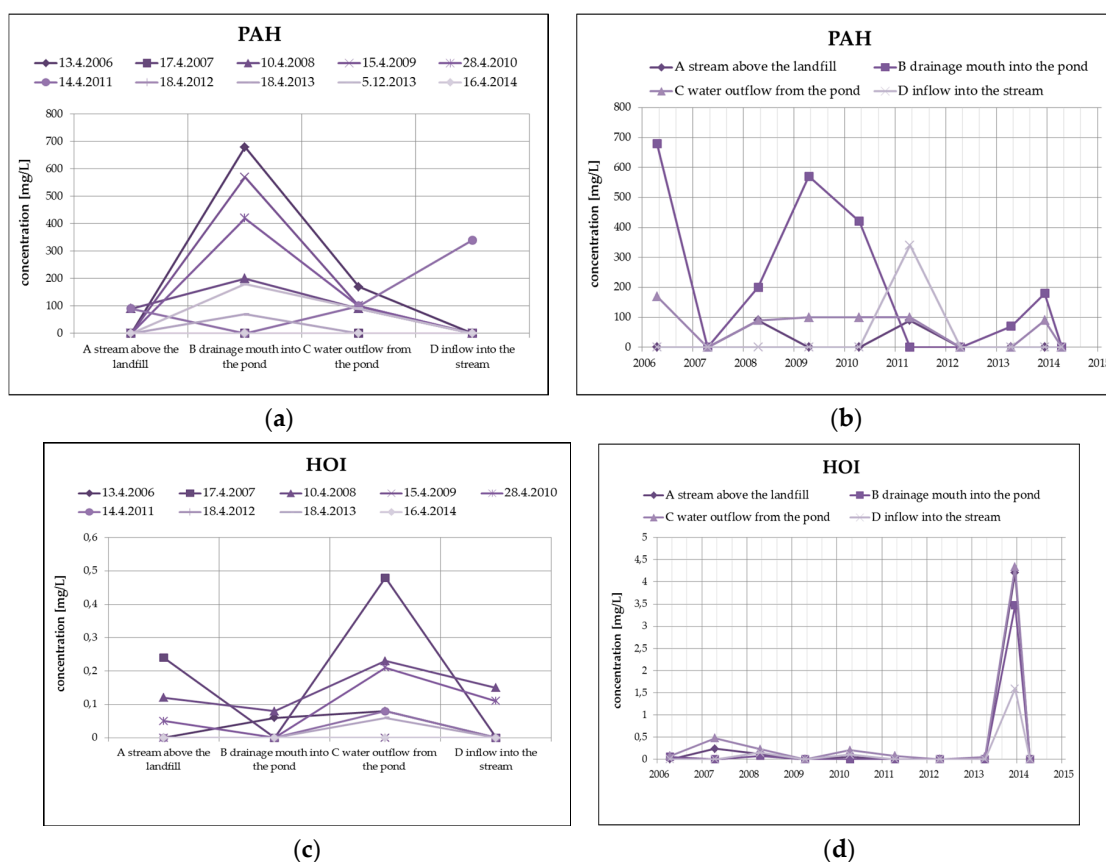 PAH
13.4.2006 17.4.2007 10.4.2008 15.4.2009 28.4.2010
14.4.2011 18.4.2012 18.4.2013 5.12.2013 16.4.2014
800
700
600
500
400
300
200
100
0
concentration [mg/L]
A stream above the landfill
B drainage mouth into the pond
C water outflow from the pond
D inflow into the stream
(a)
PAH
A stream above the landfill B drainage mouth into the pond
C water outflow from the pond D inflow into the stream
800
700
600
500
400
300
200
100
0
concentration [mg/L]
2006 2007 2008 2009 2010 2011 2012 2013 2014 2015
(b)
HOI
13.4.2006 17.4.2007 10.4.2008 15.4.2009 28.4.2010
14.4.2011 18.4.2012 18.4.2013 16.4.2014
0,6
0,5
0,4
0,3
0,2
0,1
0
concentration [mg/L]
A stream above the landfill
B drainage mouth into the pond
C water outflow from the pond
D inflow into the stream
(c)
HOI
A stream above the landfill B drainage mouth into the pond
C water outflow from the pond D inflow into the stream
5
4,5
4
3,5
3
2,5
2
1,5
1
0,5
0
concentration [mg/L]
2006 2007 2008 2009 2010 2011 2012 2013 2014 2015
(d)